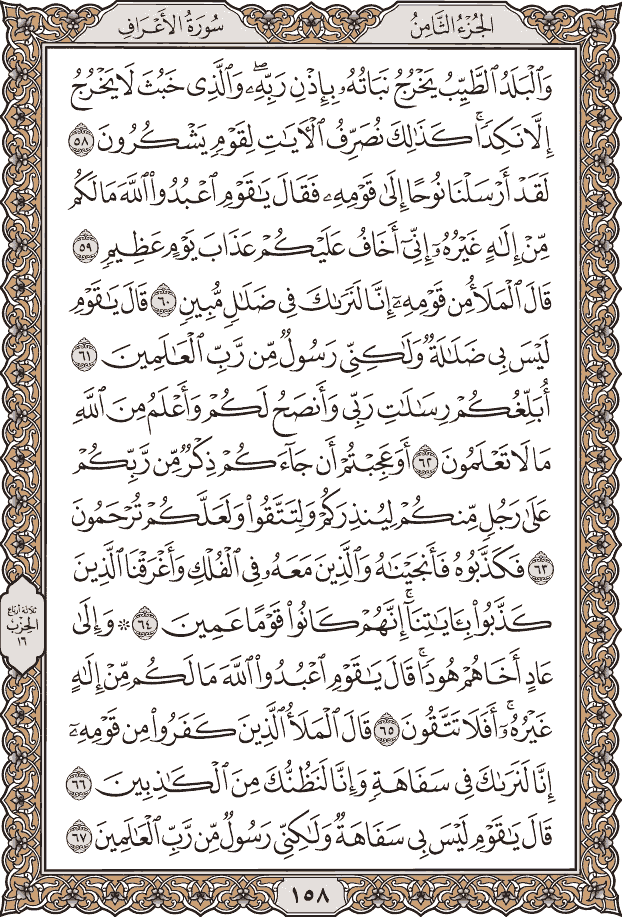 الجُزْءُ الثَّامِنُ
سُورَةُ الأَعْرَافِ
وَٱلْبَلَدُ ٱلطَّيِّبُ يَخْرُجُ نَبَاتُهُۥ بِإِذْنِ رَبِّهِۦۖ وَٱلَّذِى خَبُثَ لَا يَخْرُجُ
إِلَّا نَكِدًاۚ كَذَٰلِكَ نُصَرِّفُ ٱلْـَٔايَٰتِ لِقَوْمٍ يَشْكُرُونَ ٥٨
لَقَدْ أَرْسَلْنَا نُوحًا إِلَىٰ قَوْمِهِۦ فَقَالَ يَٰقَوْمِ ٱعْبُدُوا۟ ٱللَّهَ مَا لَكُم
مِّنْ إِلَٰهٍ غَيْرُهُۥٓ إِنِّىٓ أَخَافُ عَلَيْكُمْ عَذَابَ يَوْمٍ عَظِيمٍ ٥٩
قَالَ ٱلْمَلَأُ مِن قَوْمِهِۦٓ إِنَّا لَنَرَىٰكَ فِى ضَلَٰلٍ مُّبِينٍ ٦٠ قَالَ يَٰقَوْمِ
لَيْسَ بِى ضَلَٰلَةٌ وَلَٰكِنِّى رَسُولٌ مِّن رَّبِّ ٱلْعَٰلَمِينَ ٦١
أُبَلِّغُكُمْ رِسَٰلَٰتِ رَبِّى وَأَنصَحُ لَكُمْ وَأَعْلَمُ مِنَ ٱللَّهِ
مَا لَا تَعْلَمُونَ ٦٢ أَوَعَجِبْتُمْ أَن جَآءَكُمْ ذِكْرٌ مِّن رَّبِّكُمْ
عَلَىٰ رَجُلٍ مِّنكُمْ لِيُنذِرَكُمْ وَلِتَتَّقُوا۟ وَلَعَلَّكُمْ تُرْحَمُونَ
٦٣ فَكَذَّبُوهُ فَأَنجَيْنَٰهُ وَٱلَّذِينَ مَعَهُۥ فِى ٱلْفُلْكِ وَأَغْرَقْنَا ٱلَّذِينَ
كَذَّبُوا۟ بِـَٔايَٰتِنَآۚ إِنَّهُمْ كَانُوا۟ قَوْمًا عَمِينَ ٦٤ ۞ وَإِلَىٰ
عَادٍ أَخَاهُمْ هُودًاۚ قَالَ يَٰقَوْمِ ٱعْبُدُوا۟ ٱللَّهَ مَا لَكُم مِّنْ إِلَٰهٍ
غَيْرُهُۥٓۚ أَفَلَا تَتَّقُونَ ٦٥ قَالَ ٱلْمَلَأُ ٱلَّذِينَ كَفَرُوا۟ مِن قَوْمِهِۦٓ
إِنَّا لَنَرَىٰكَ فِى سَفَاهَةٍ وَإِنَّا لَنَظُنُّكَ مِنَ ٱلْكَٰذِبِينَ ٦٦
قَالَ يَٰقَوْمِ لَيْسَ بِى سَفَاهَةٌ وَلَٰكِنِّى رَسُولٌ مِّن رَّبِّ ٱلْعَٰلَمِينَ ٦٧
ثلاثة أرباع
الحِزْب
١٦
١٥٨